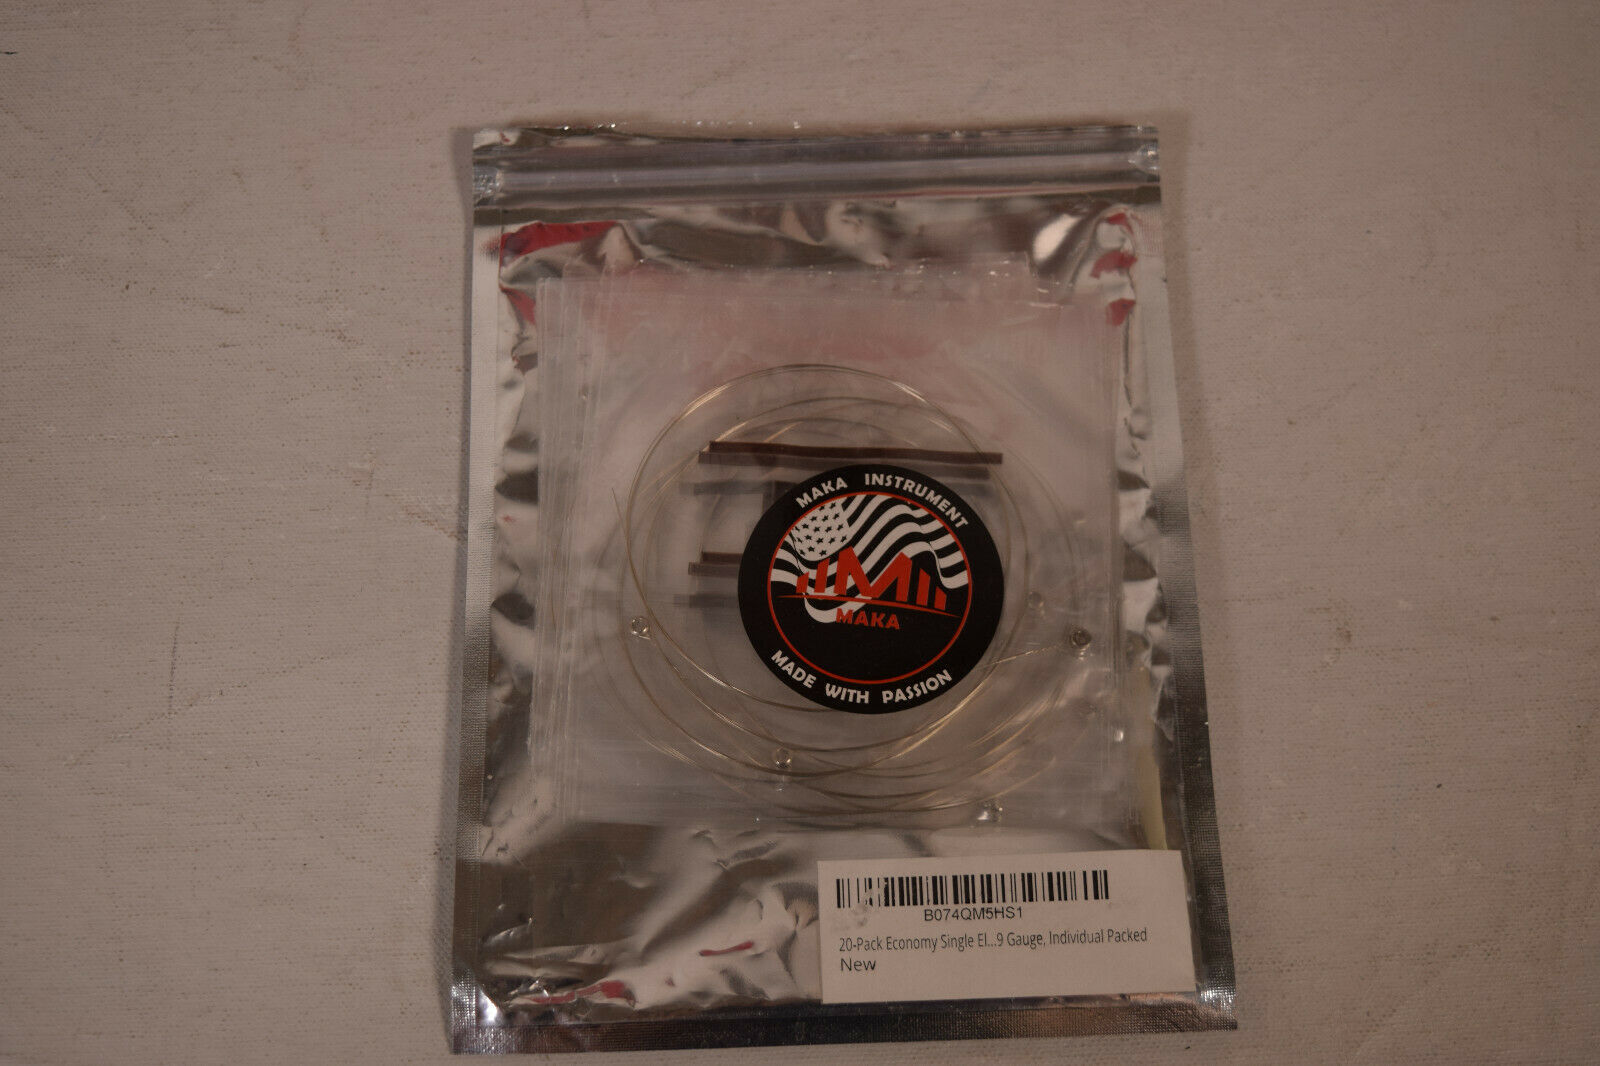 MAKA INSTRUMENT
MAKA
MADE WITH PASSION
B074QM5HS1
20-Pack Economy Single El...9 Gauge, Individual Packed
New